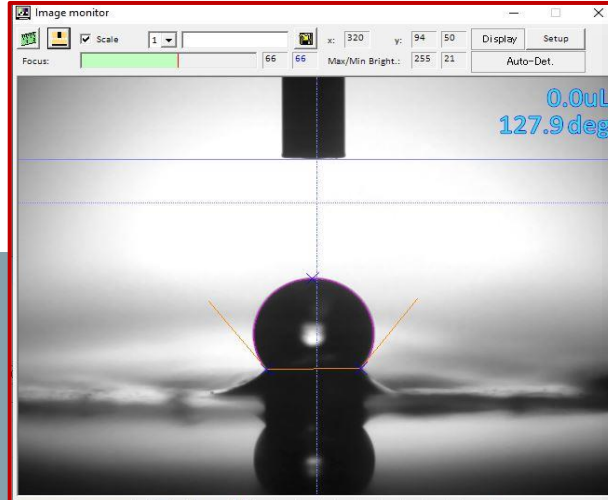 Image monitor
Scale 1 x: 320 y: 94 50 Display Setup
Focus: 66 66 Max/Min Bright.: 255 21 Auto-Det.
0.0uL
127.9 deg